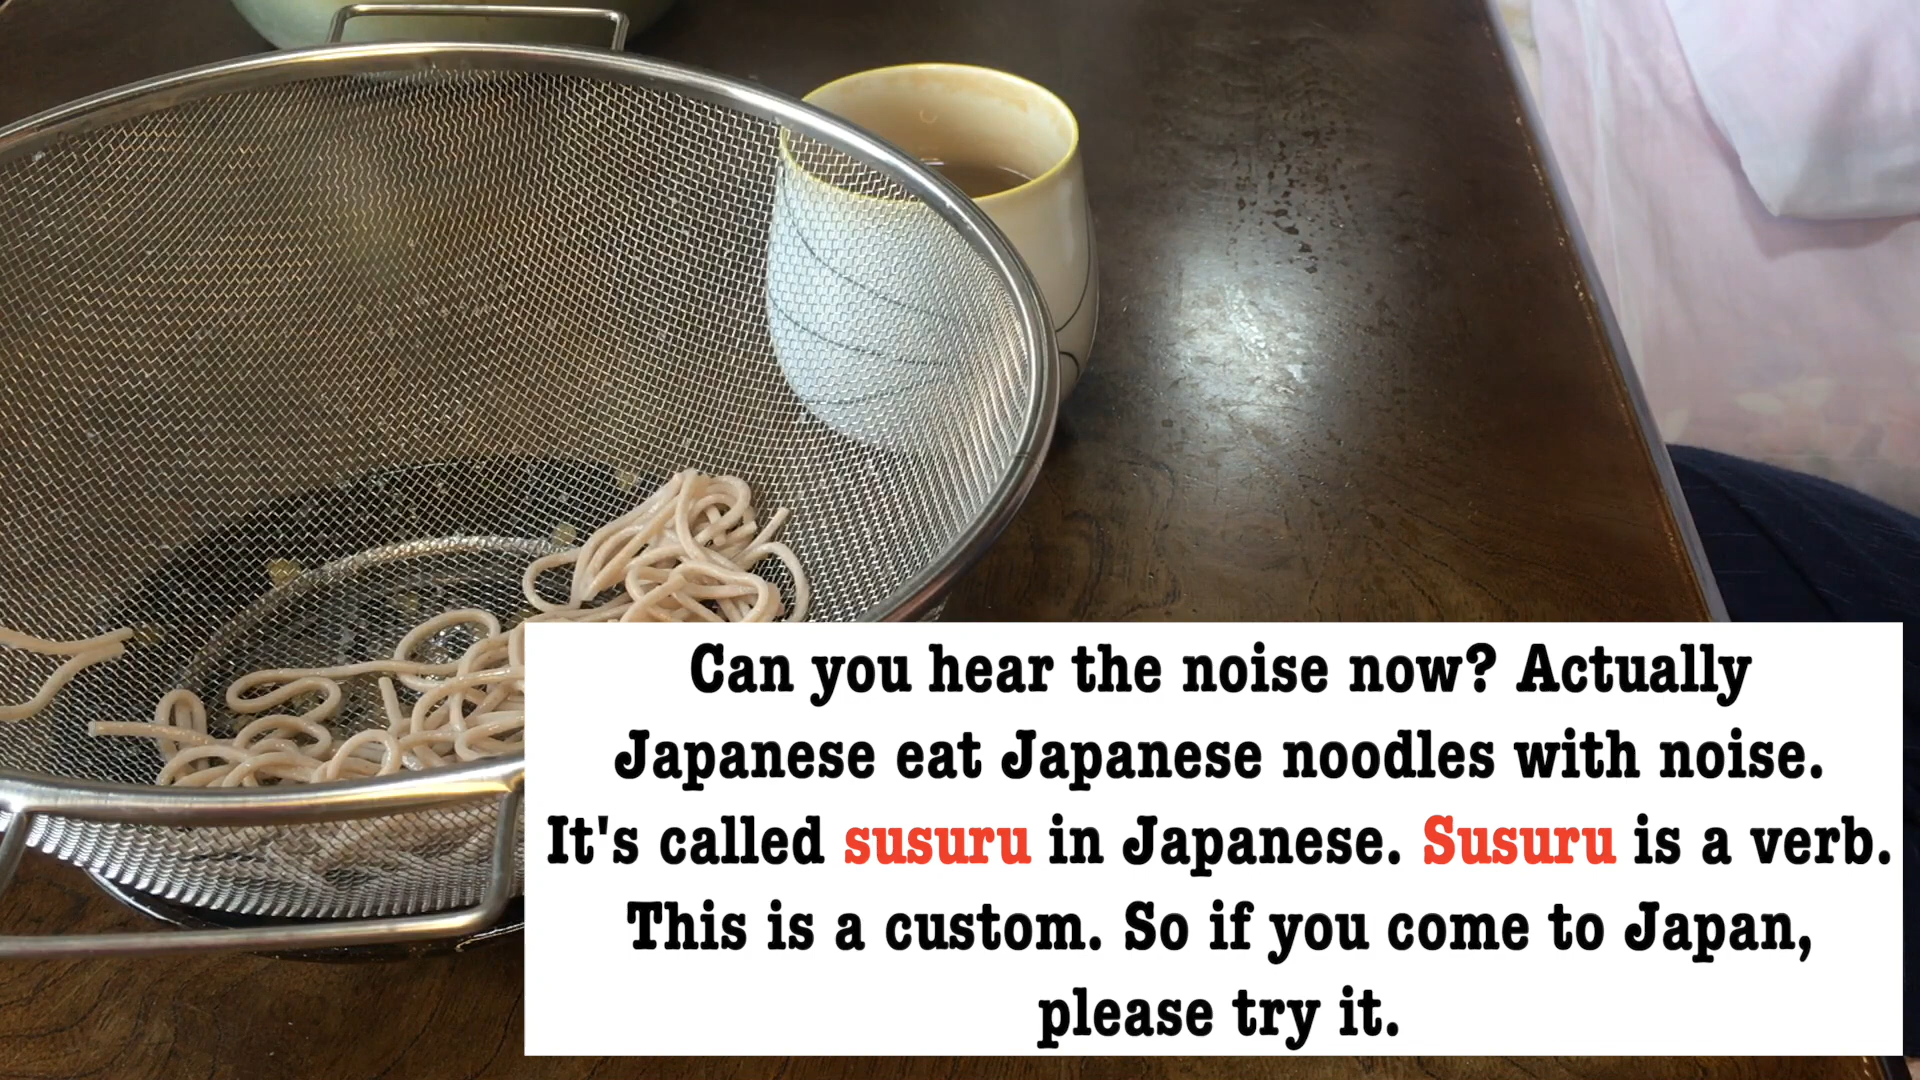 Can you hear the noise now? Actually
Japanese eat Japanese noodles with noise.
It's called susuru in Japanese. Susuru is a verb.
This is a custom. So if you come to Japan,
please try it.